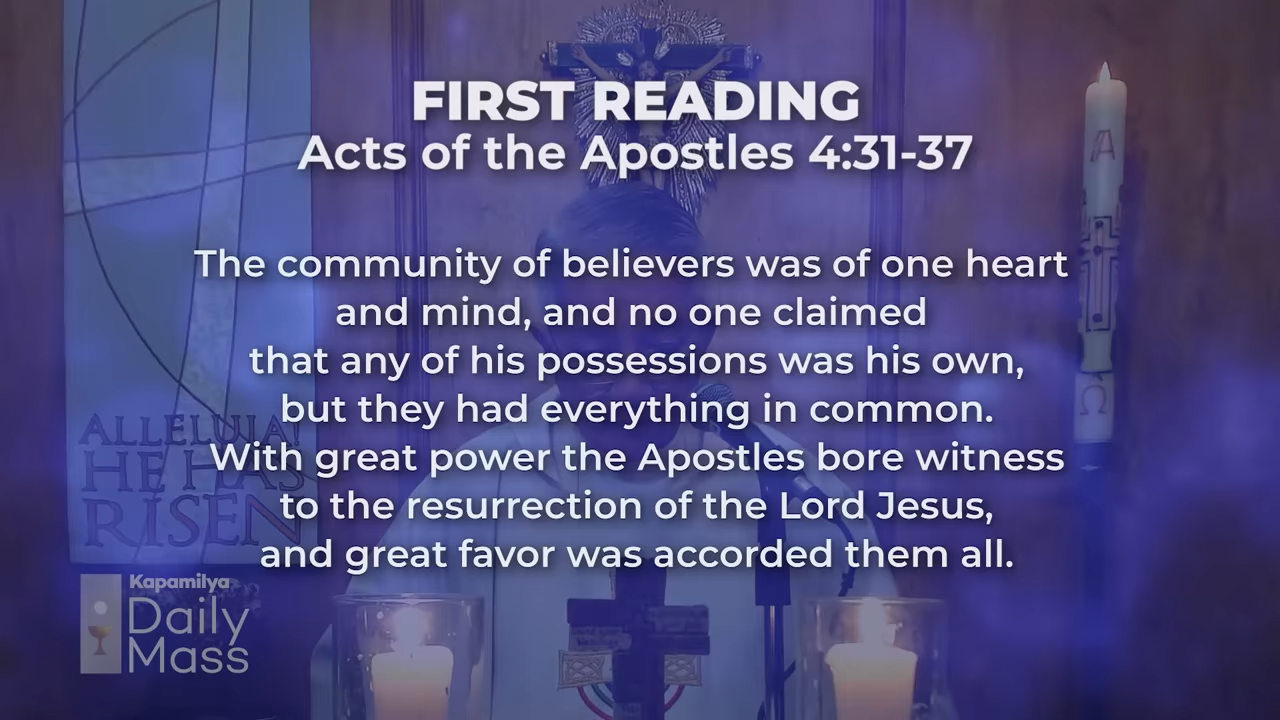 FIRST READING
Acts of the Apostles 4:31-37
The community of believers was of one heart
and mind, and no one claimed
that any of his possessions was his own,
but they had everything in common.
With great power the Apostles bore witness
to the resurrection of the Lord Jesus,
and great favor was accorded them all.
ALLELUIA!
HE HAS
RISEN
Kapamilya
Daily
Mass
Α
Ω